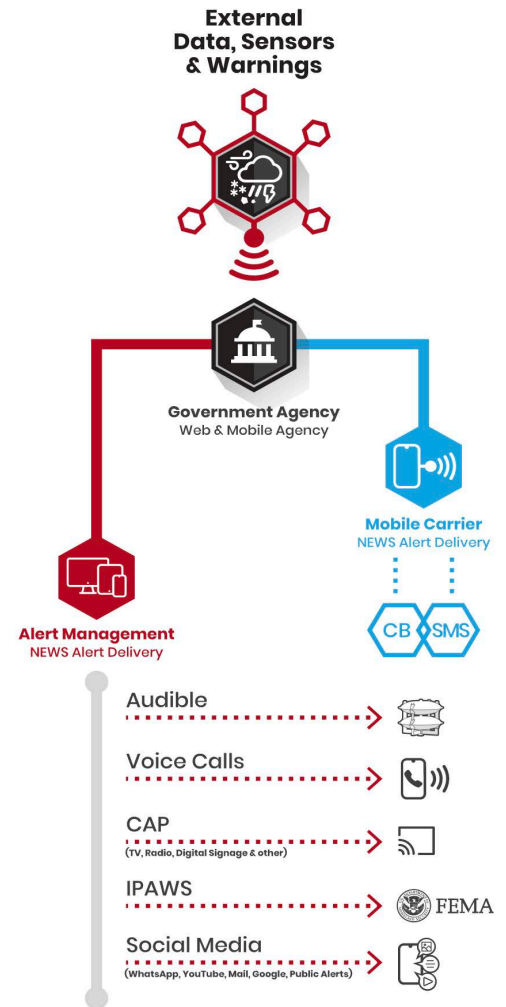 External
Data, Sensors
& Warnings
Government Agency
Web & Mobile Agency
Mobile Carrier
NEWS Alert Delivery
CB SMS
Alert Management
NEWS Alert Delivery
Audible
Voice Calls
CAP
(TV, Radio, Digital Signage & other)
IPAWS
FEMA
Social Media
(WhatsApp, YouTube, Mail, Google, Public Alerts)